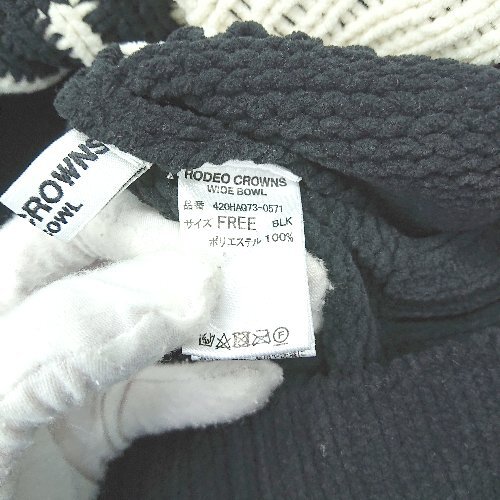 RODEO CROWNS
WIDE BOWL
品番 420HAQ73-0571
サイズ FREE BLK
ポリエステル 100%
CROWNS
BOWL